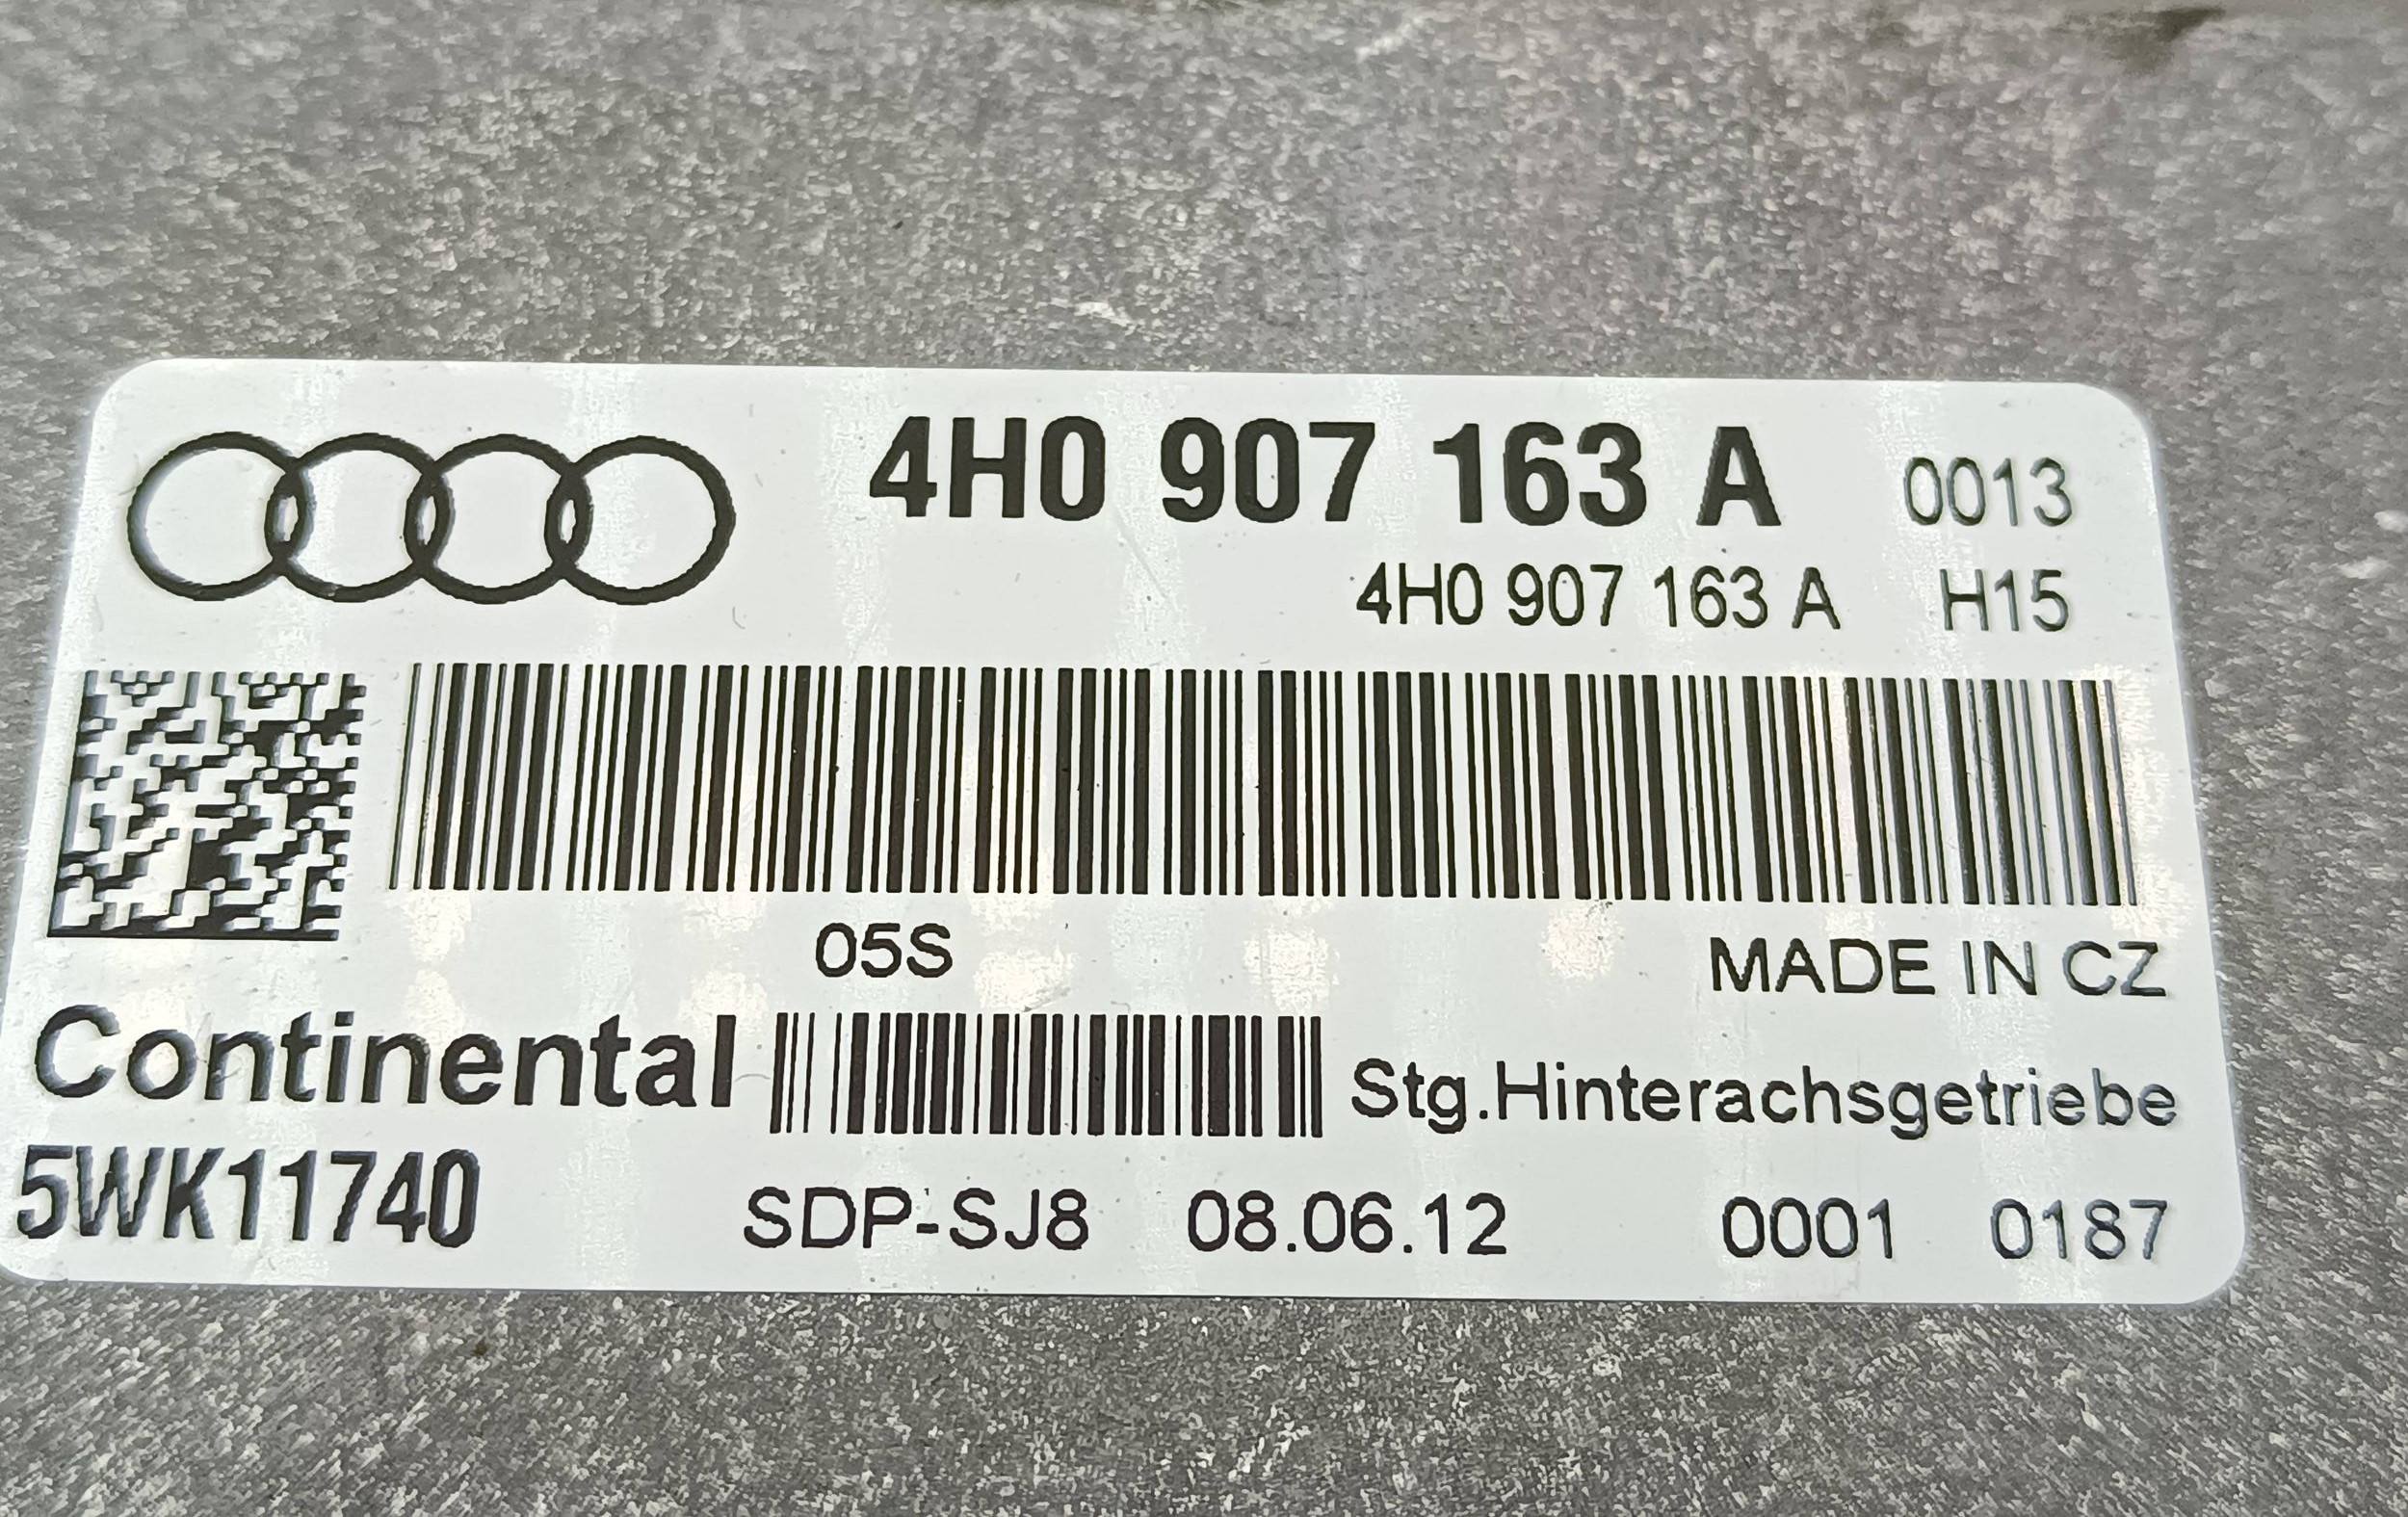 4H0 907 163 A 0013
4H0 907 163 A H15
05S MADE IN CZ
Continental Stg.Hinterachsgetriebe
5WK11740 SDP-SJ8 08.06.12 0001 0187